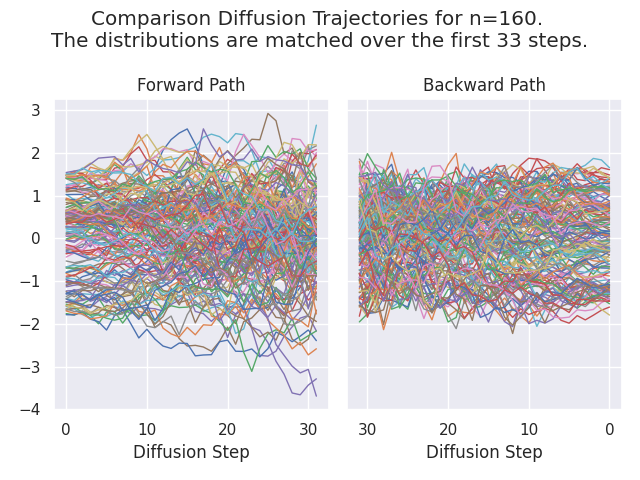 Comparison Diffusion Trajectories for n=160.
The distributions are matched over the first 33 steps.
Forward Path
Backward Path
3
2
1
0
−1
−2
−3
−4
0 10 20 30
30 20 10 0
Diffusion Step
Diffusion Step